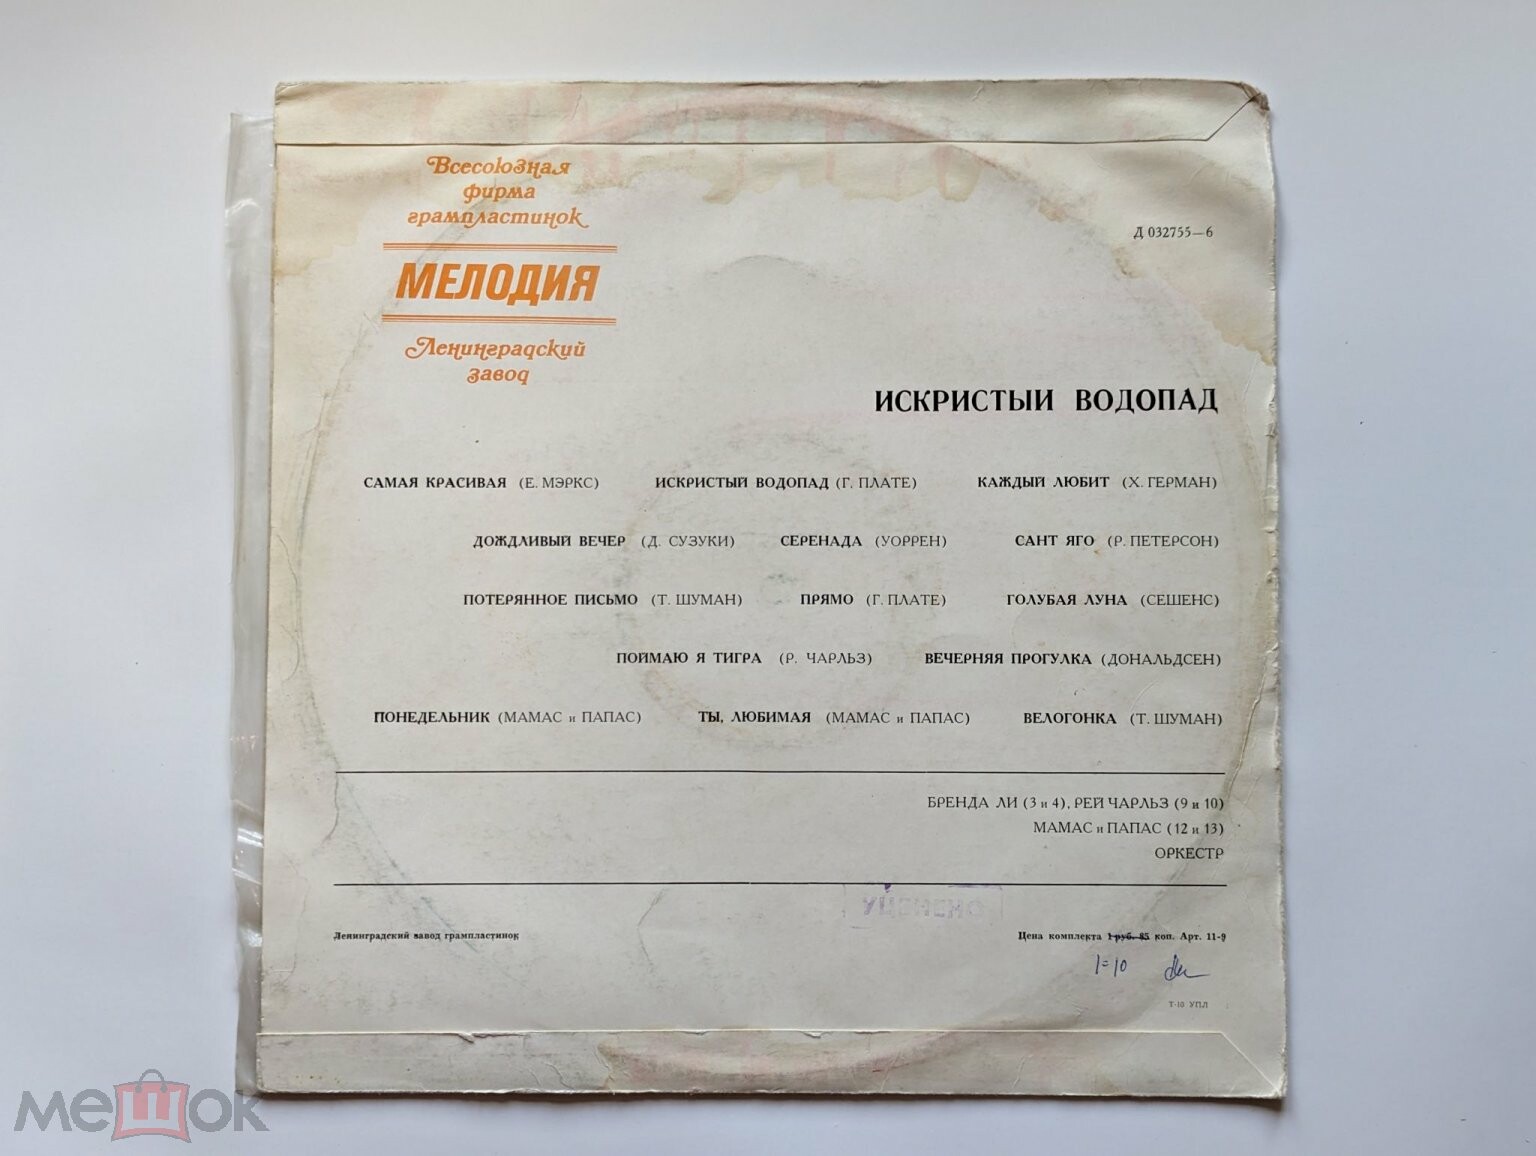 Всесоюзная
фирма
грампластинок
МЕЛОДИЯ
Ленинградский
завод
Д 032755—6
ИСКРИСТЫЙ ВОДОПАД
САМАЯ КРАСИВАЯ (Е. МЭРКС) ИСКРИСТЫЙ ВОДОПАД (Г. ПЛАТЕ) КАЖДЫЙ ЛЮБИТ (Х. ГЕРМАН)
ДОЖДЛИВЫЙ ВЕЧЕР (Д. СУЗУКИ) СЕРЕНАДА (УОРРЕН) САНТ ЯГО (Р. ПЕТЕРСОН)
ПОТЕРЯННОЕ ПИСЬМО (Т. ШУМАН) ПРЯМО (Г. ПЛАТЕ) ГОЛУБАЯ ЛУНА (СЕШЕНС)
ПОЙМАЮ Я ТИГРА (Р. ЧАРЛЬЗ) ВЕЧЕРНЯЯ ПРОГУЛКА (ДОНАЛЬДСЕН)
ПОНЕДЕЛЬНИК (МАМАС и ПАПАС) ТЫ, ЛЮБИМАЯ (МАМАС и ПАПАС) ВЕЛОГОНКА (Т. ШУМАН)
БРЕНДА ЛИ (3 и 4), РЕЙ ЧАРЛЬЗ (9 и 10)
МАМАС и ПАПАС (12 и 13)
ОРКЕСТР
Ленинградский завод грампластинок
Цена комплекта 1 руб. 85 коп. Арт. 11-9
1=10
Т-16 УПЛ
мешок